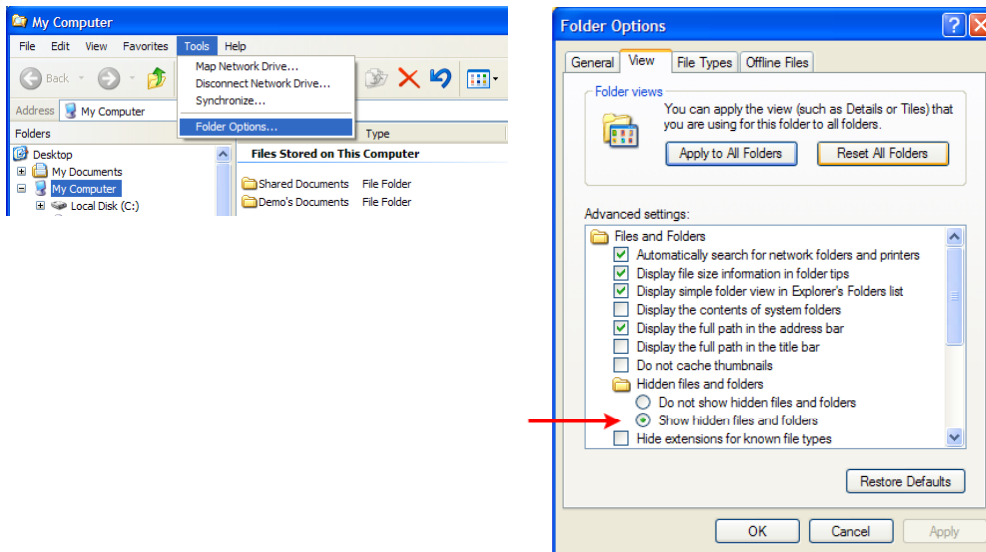 My Computer
File Edit View Favorites Tools Help
Map Network Drive...
Disconnect Network Drive...
Synchronize...
Folder Options...
Back
Address My Computer
Folders
Type
Desktop
My Documents
My Computer
Local Disk (C:)
Files Stored on This Computer
Shared Documents File Folder
Demo's Documents File Folder
Folder Options
General View File Types Offline Files
Folder views
You can apply the view (such as Details or Tiles) that
you are using for this folder to all folders.
Apply to All Folders Reset All Folders
Advanced settings:
Files and Folders
Automatically search for network folders and printers
Display file size information in folder tips
Display simple folder view in Explorer's Folders list
Display the contents of system folders
Display the full path in the address bar
Display the full path in the title bar
Do not cache thumbnails
Hidden files and folders
Do not show hidden files and folders
Show hidden files and folders
Hide extensions for known file types
Restore Defaults
OK Cancel Apply